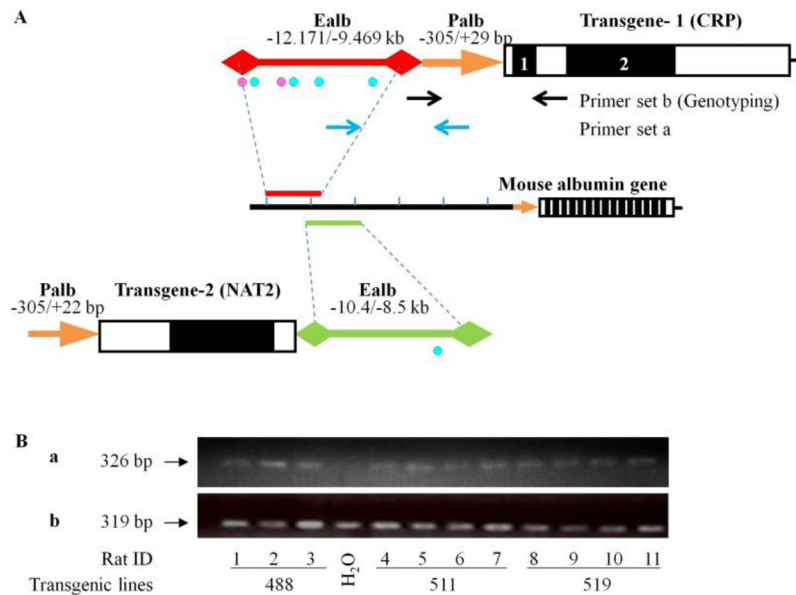 A
Ealb
-12.171/-9.469 kb
Palb
-305/+29 bp
Transgene- 1 (CRP)
1
2
Primer set b (Genotyping)
Primer set a
Mouse albumin gene
Palb
-305/+22 bp
Transgene-2 (NAT2)
Ealb
-10.4/-8.5 kb
B
a 326 bp
b 319 bp
Rat ID 1 2 3 H2O 4 5 6 7 8 9 10 11
Transgenic lines 488 511 519